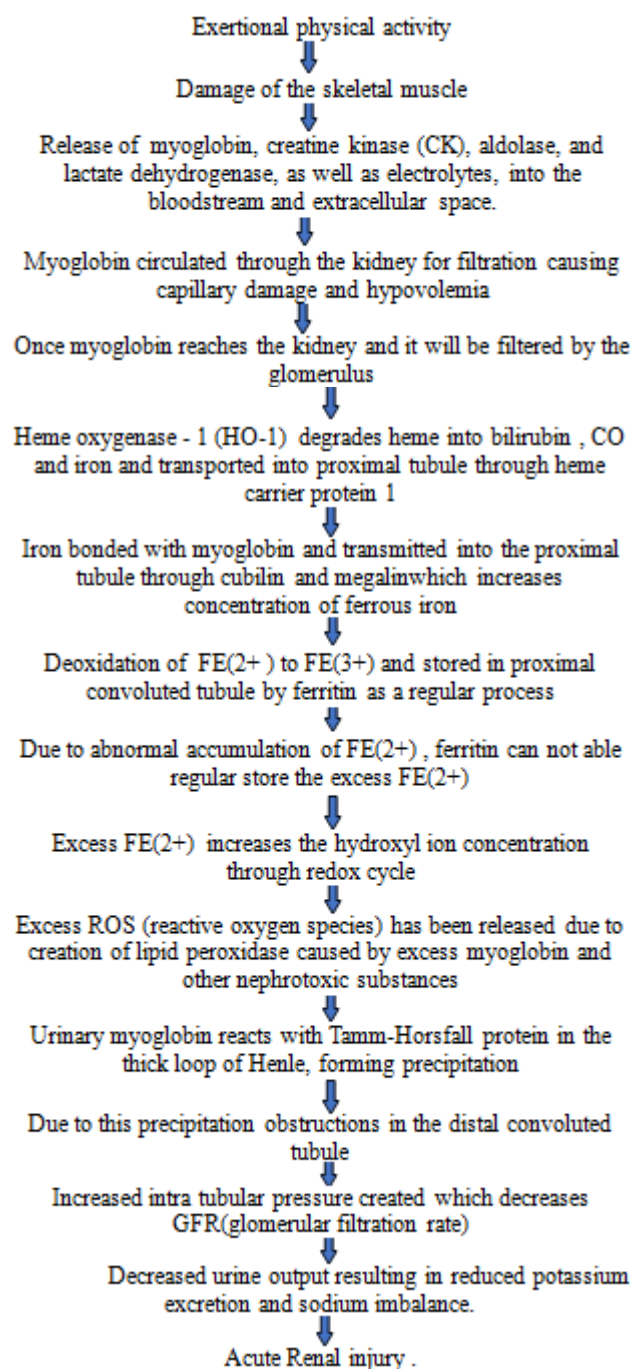 Exertional physical activity
Damage of the skeletal muscle
Release of myoglobin, creatine kinase (CK), aldolase, and
lactate dehydrogenase, as well as electrolytes, into the
bloodstream and extracellular space.
Myoglobin circulated through the kidney for filtration causing
capillary damage and hypovolemia
Once myoglobin reaches the kidney and it will be filtered by the
glomerulus
Heme oxygenase - 1 (HO-1) degrades heme into bilirubin , CO
and iron and transported into proximal tubule through heme
carrier protein 1
Iron bonded with myoglobin and transmitted into the proximal
tubule through cubilin and megalinwhich increases
concentration of ferrous iron
Deoxidation of FE(2+ ) to FE(3+) and stored in proximal
convoluted tubule by ferritin as a regular process
Due to abnormal accumulation of FE(2+) , ferritin can not able
regular store the excess FE(2+)
Excess FE(2+) increases the hydroxyl ion concentration
through redox cycle
Excess ROS (reactive oxygen species) has been released due to
creation of lipid peroxidase caused by excess myoglobin and
other nephrotoxic substances
Urinary myoglobin reacts with Tamm-Horsfall protein in the
thick loop of Henle, forming precipitation
Due to this precipitation obstructions in the distal convoluted
tubule
Increased intra tubular pressure created which decreases
GFR(glomerular filtration rate)
Decreased urine output resulting in reduced potassium
excretion and sodium imbalance.
Acute Renal injury .